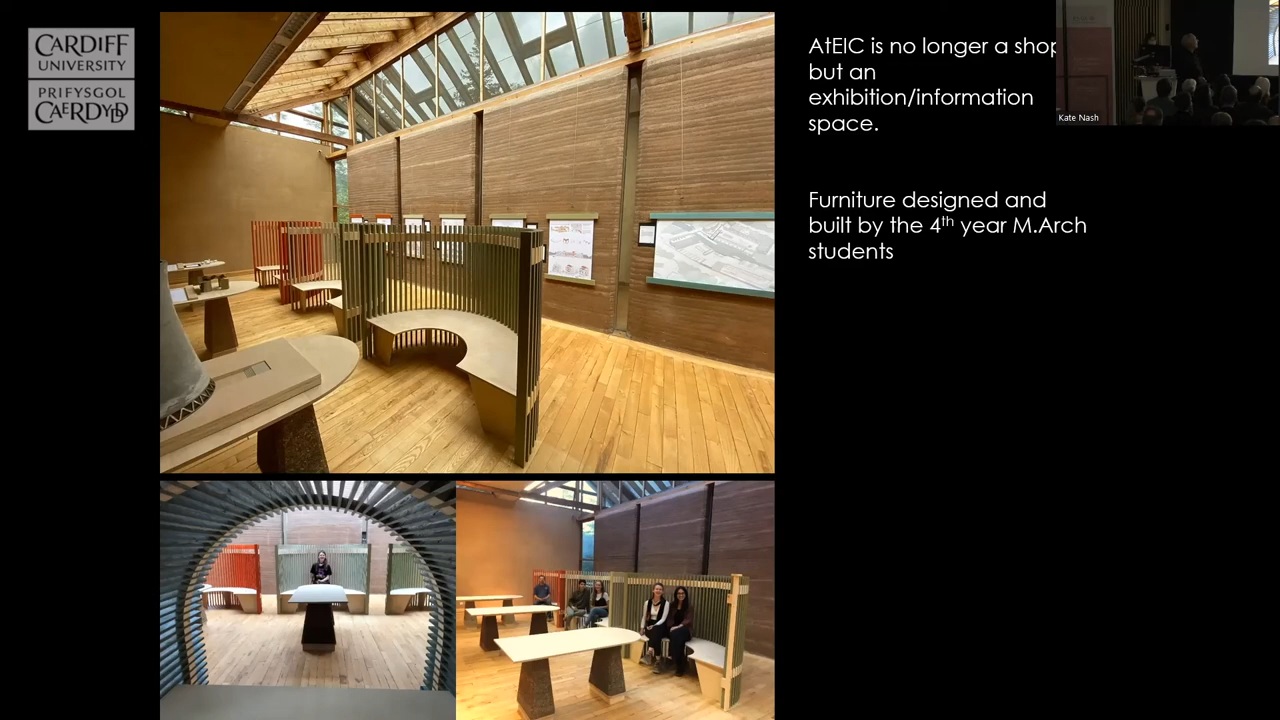 CARDIFF
UNIVERSITY
PRIFYSGOL
CAERDYDD
AtEIC is no longer a shop
but an
exhibition/information
space.
Furniture designed and
built by the 4th year M.Arch
students
Kate Nash